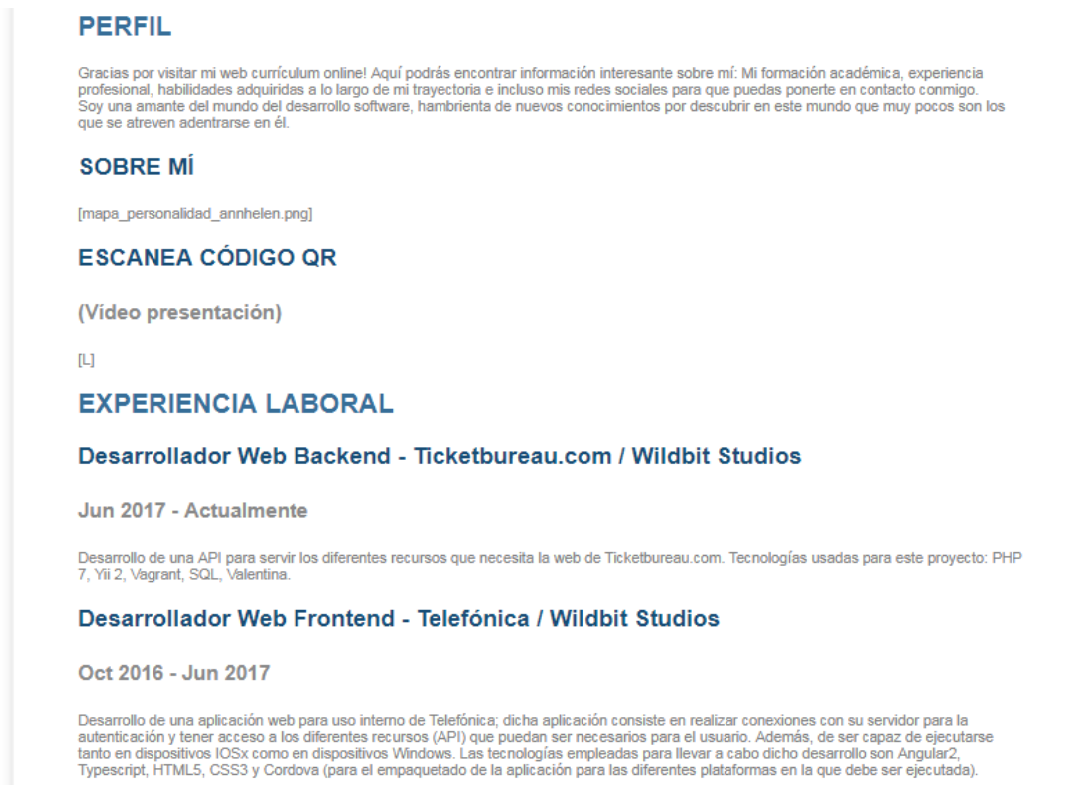 PERFIL
Gracias por visitar mi web currículum online! Aquí podrás encontrar información interesante sobre mí: Mi formación académica, experiencia
profesional, habilidades adquiridas a lo largo de mi trayectoria e incluso mis redes sociales para que puedas ponerte en contacto conmigo.
Soy una amante del mundo del desarrollo software, hambrienta de nuevos conocimientos por descubrir en este mundo que muy pocos son los
que se atreven adentrarse en él.
SOBRE MÍ
[mapa_personalidad_annhelen.png]
ESCANEA CÓDIGO QR
(Vídeo presentación)
[L]
EXPERIENCIA LABORAL
Desarrollador Web Backend - Ticketbureau.com / Wildbit Studios
Jun 2017 - Actualmente
Desarrollo de una API para servir los diferentes recursos que necesita la web de Ticketbureau.com. Tecnologías usadas para este proyecto: PHP
7, Yii 2, Vagrant, SQL, Valentina.
Desarrollador Web Frontend - Telefónica / Wildbit Studios
Oct 2016 - Jun 2017
Desarrollo de una aplicación web para uso interno de Telefónica; dicha aplicación consiste en realizar conexiones con su servidor para la
autenticación y tener acceso a los diferentes recursos (API) que puedan ser necesarios para el usuario. Además, de ser capaz de ejecutarse
tanto en dispositivos IOSx como en dispositivos Windows. Las tecnologías empleadas para llevar a cabo dicho desarrollo son Angular2,
Typescript, HTML5, CSS3 y Cordova (para el empaquetado de la aplicación para las diferentes plataformas en la que debe ser ejecutada).